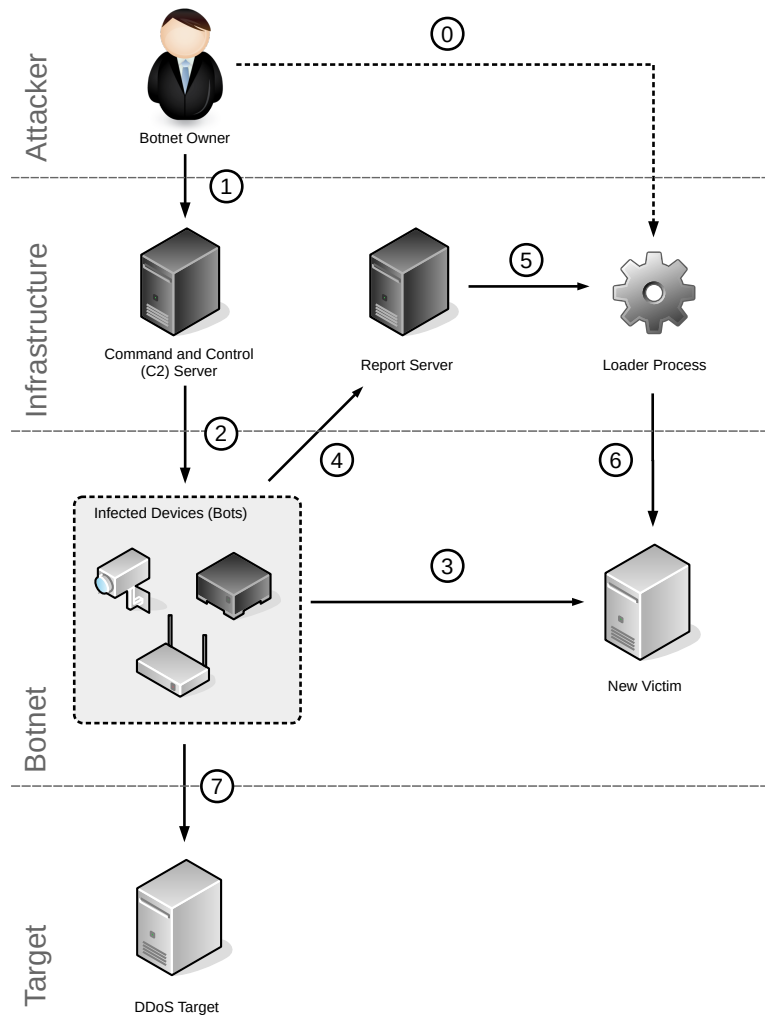 Attacker
0
Botnet Owner
1
Infrastructure
5
Command and Control
(C2) Server
Report Server
Loader Process
2
4
6
Infected Devices (Bots)
3
New Victim
Botnet
7
Target
DDoS Target